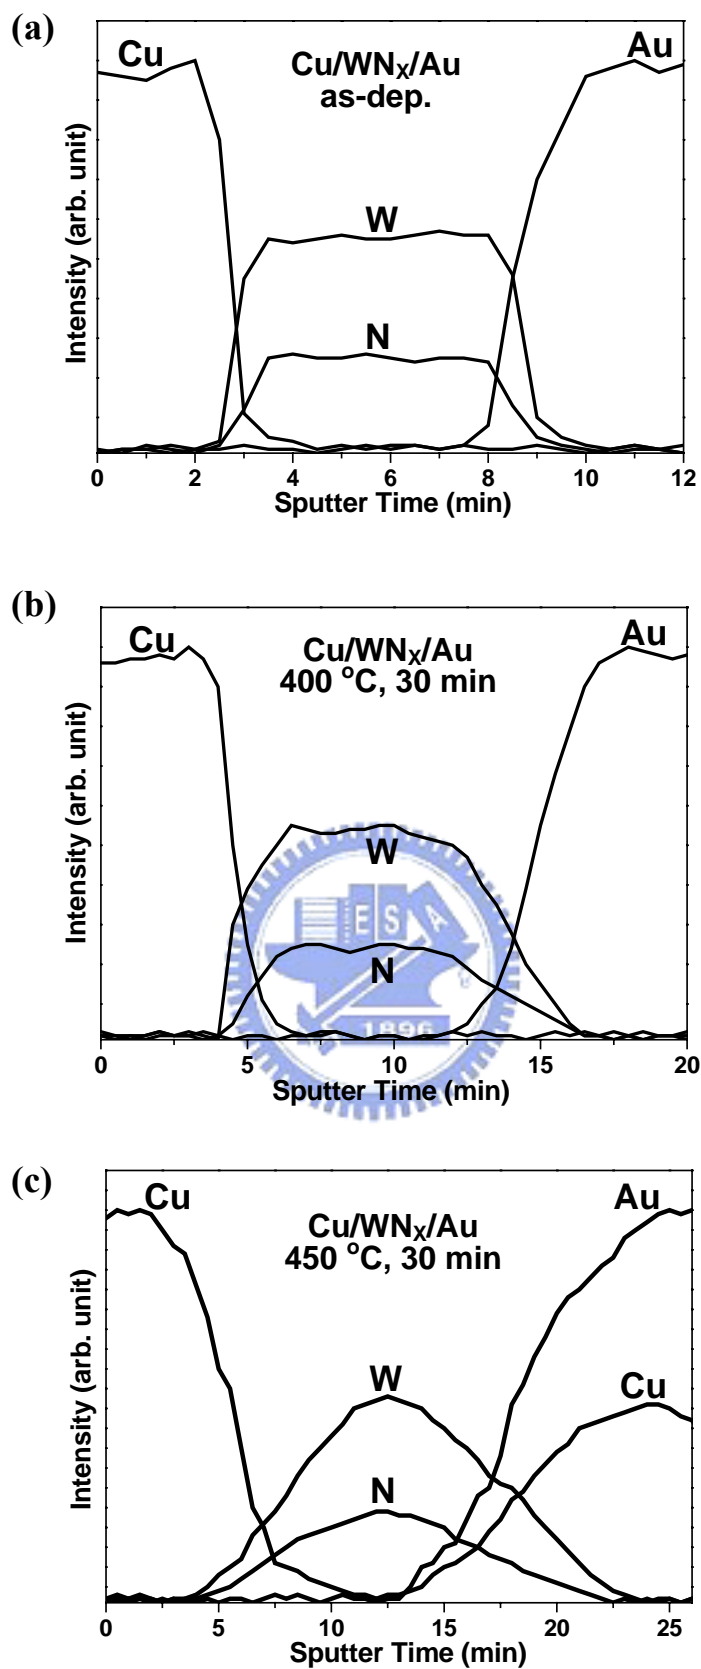 (a)
Cu
Au
Cu/WNX/Au
as-dep.
W
N
Intensity (arb. unit)
0 2 4 6 8 10 12
Sputter Time (min)
(b)
Cu
Au
Cu/WNX/Au
400 °C, 30 min
W
E S A
N
1896
Intensity (arb. unit)
0 5 10 15 20
Sputter Time (min)
(c)
Cu
Au
Cu/WNX/Au
450 °C, 30 min
W
Cu
N
Intensity (arb. unit)
0 5 10 15 20 25
Sputter Time (min)